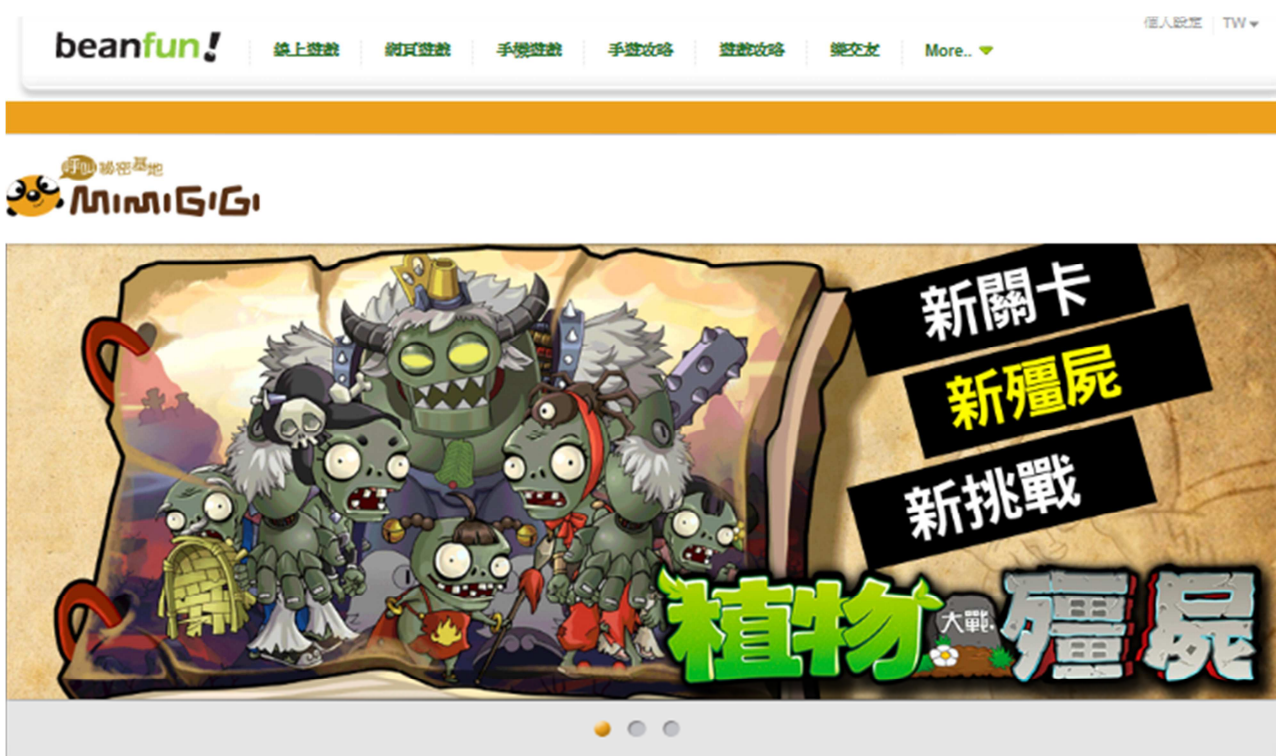 個人設定 TW
beanfun! 線上遊戲 網頁遊戲 手機遊戲 手遊攻略 遊戲攻略 樂交友 More..
呼叫秘密基地
MIMIGIGI
新關卡
新殭屍
新挑戰
植物大戰殭屍